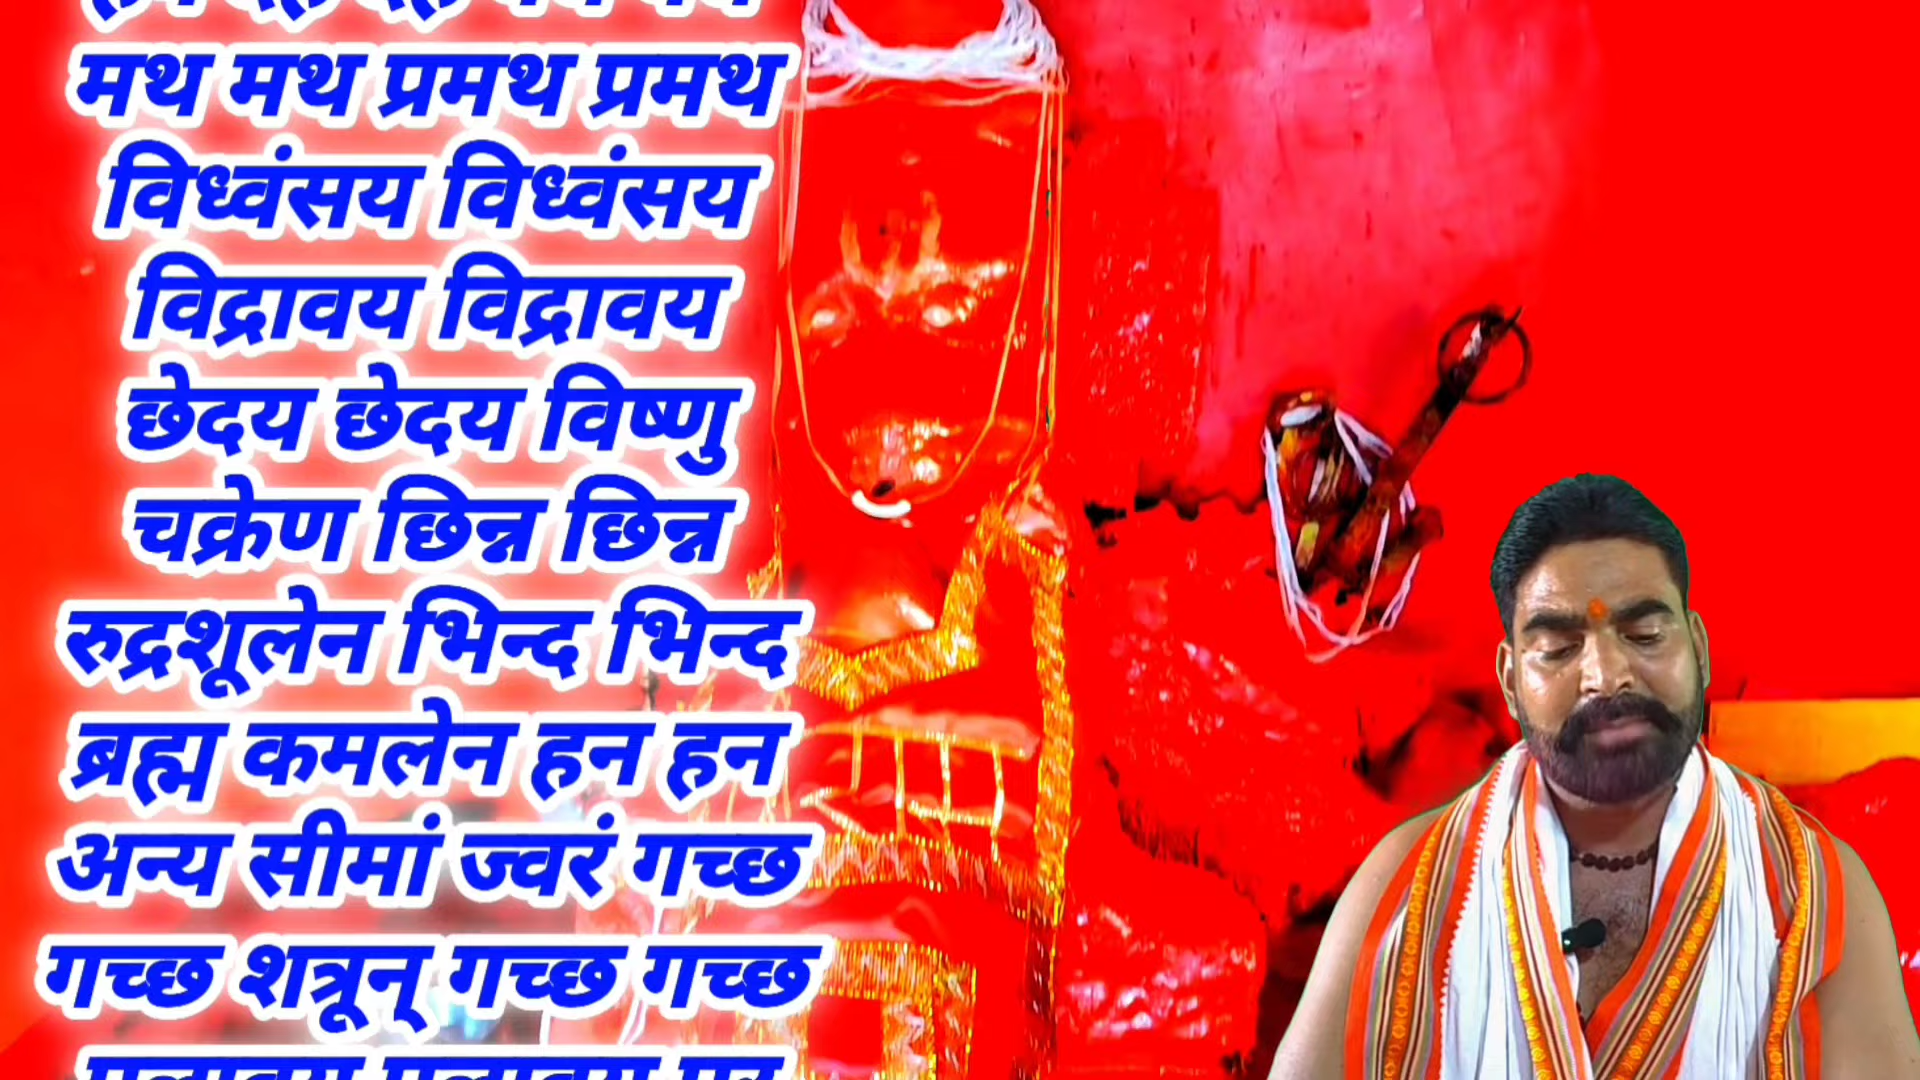 मथ मथ प्रमथ प्रमथ
विध्वंसय विध्वंसय
विद्रावय विद्रावय
छेदय छेदय विष्णु
चक्रेण छिन्न छिन्न
रुद्रशूलेन भिन्द भिन्द
ब्रह्म कमलेन हन हन
अन्य सीमां ज्वरं गच्छ
गच्छ शत्रून् गच्छ गच्छ